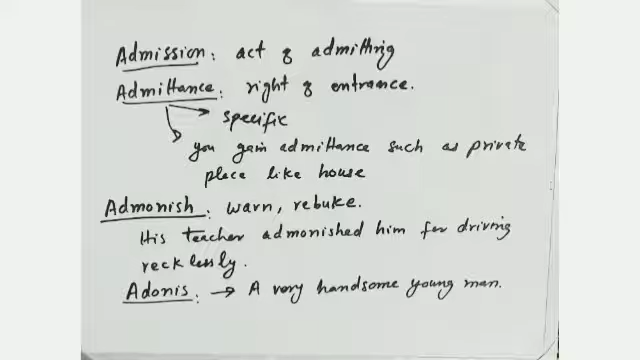 Admission: act of admitting
Admittance: right of entrance.
→ specific
→ you gain admittance such as private
place like house
Admonish: warn, rebuke.
His teacher admonished him for driving
recklessly.
Adonis: → A very handsome young man.